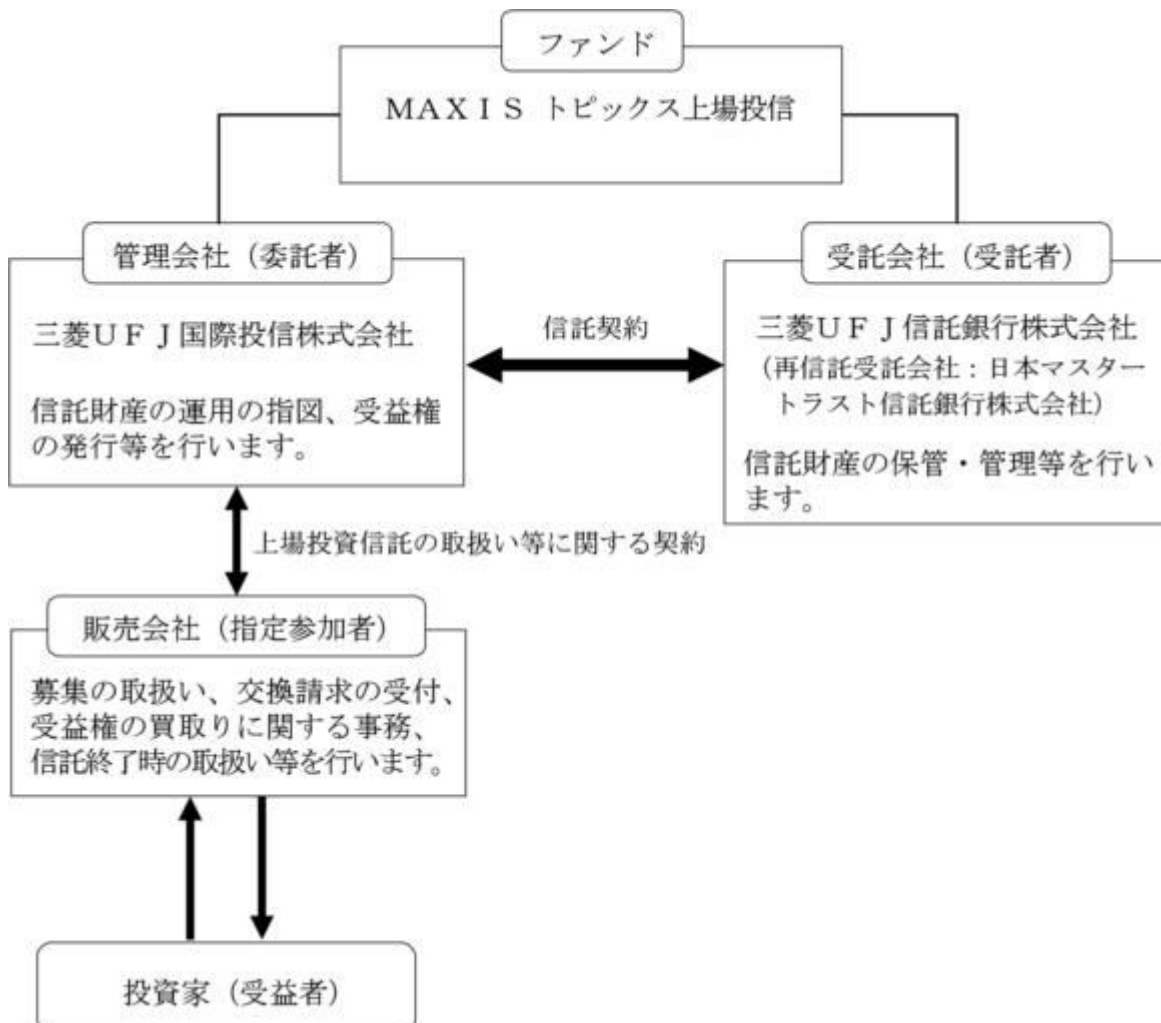 ファンド
MAXIS トピックス上場投信
管理会社(委託者)
三菱UFJ国際投信株式会社
信託財産の運用の指図、受益権
の発行等を行います。
信託契約
受託会社(受託者)
三菱UFJ信託銀行株式会社
(再信託受託会社:日本マスター
トラスト信託銀行株式会社)
信託財産の保管・管理等を行い
ます。
上場投資信託の取扱い等に関する契約
販売会社(指定参加者)
募集の取扱い、交換請求の受付、
受益権の買取りに関する事務、
信託終了時の取扱い等を行います。
投資家(受益者)